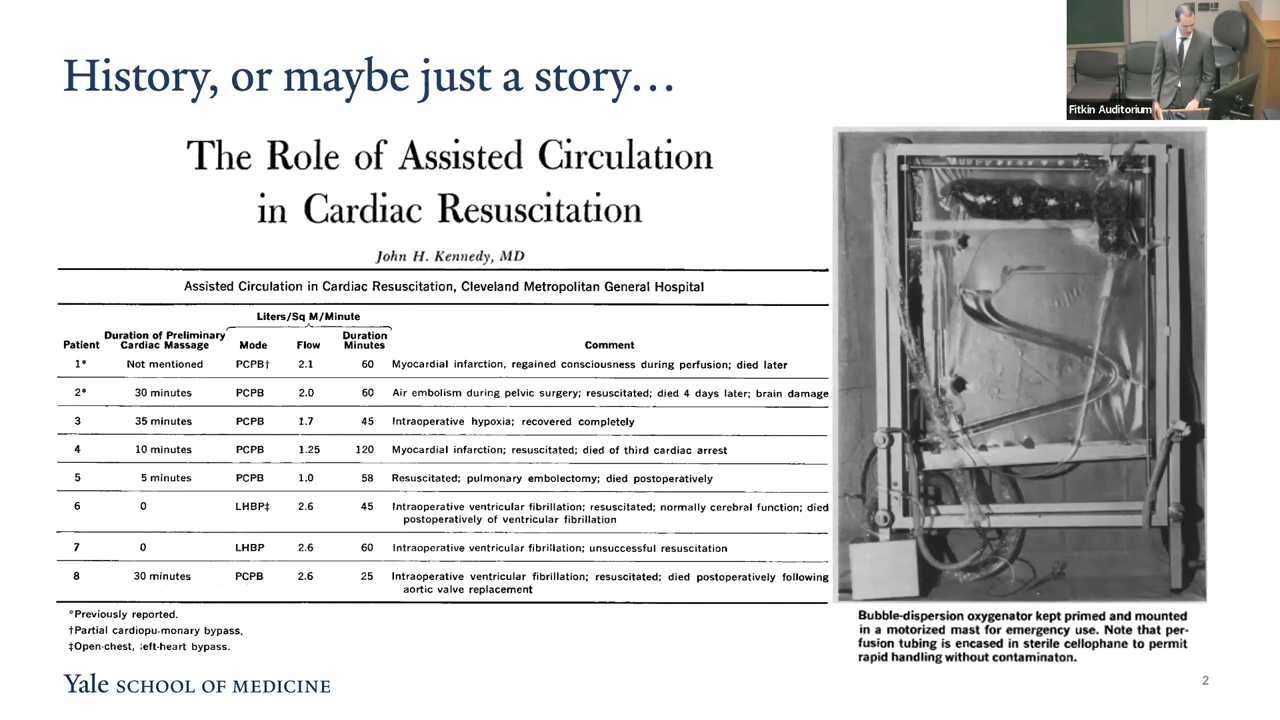 History, or maybe just a story…
Fitkin Auditorium
The Role of Assisted Circulation
in Cardiac Resuscitation
John H. Kennedy, MD
Assisted Circulation in Cardiac Resuscitation, Cleveland Metropolitan General Hospital
Liters/Sq M/Minute
Patient Duration of Preliminary Cardiac Massage Mode Flow Duration Minutes Comment
1* Not mentioned PCPB† 2.1 60 Myocardial infarction, regained consciousness during perfusion; died later
2* 30 minutes PCPB 2.0 60 Air embolism during pelvic surgery; resuscitated; died 4 days later; brain damage
3 35 minutes PCPB 1.7 45 Intraoperative hypoxia; recovered completely
4 10 minutes PCPB 1.25 120 Myocardial infarction; resuscitated; died of third cardiac arrest
5 5 minutes PCPB 1.0 58 Resuscitated; pulmonary embolectomy; died postoperatively
6 0 LHBP‡ 2.6 45 Intraoperative ventricular fibrillation; resuscitated; normally cerebral function; died
postoperatively of ventricular fibrillation
7 0 LHBP 2.6 60 Intraoperative ventricular fibrillation; unsuccessful resuscitation
8 30 minutes PCPB 2.6 25 Intraoperative ventricular fibrillation; resuscitated; died postoperatively following
aortic valve replacement
*Previously reported.
†Partial cardiopu-monary bypass.
‡Open-chest, left-heart bypass.
Bubble-dispersion oxygenator kept primed and mounted
in a motorized mast for emergency use. Note that per-
fusion tubing is encased in sterile cellophane to permit
rapid handling without contaminaton.
Yale SCHOOL OF MEDICINE
2